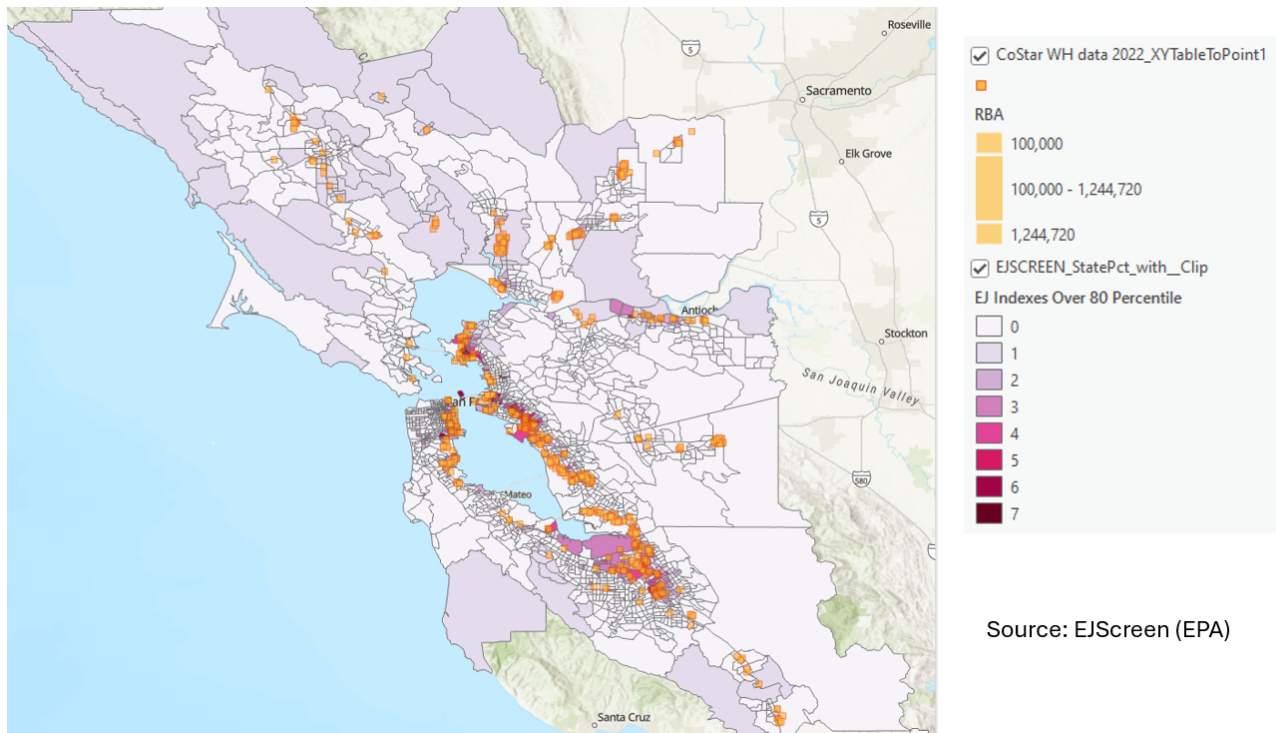 Roseville
5
Sacramento
Elk Grove
5
Antioch
Stockton
San Joaquin Valley
an Fr
580
Mateo
Santa Cruz
CoStar WH data 2022_XYTableToPoint1
RBA
100,000
100,000 - 1,244,720
1,244,720
EJSCREEN_StatePct_with__Clip
EJ Indexes Over 80 Percentile
0
1
2
3
4
5
6
7
Source: EJScreen (EPA)